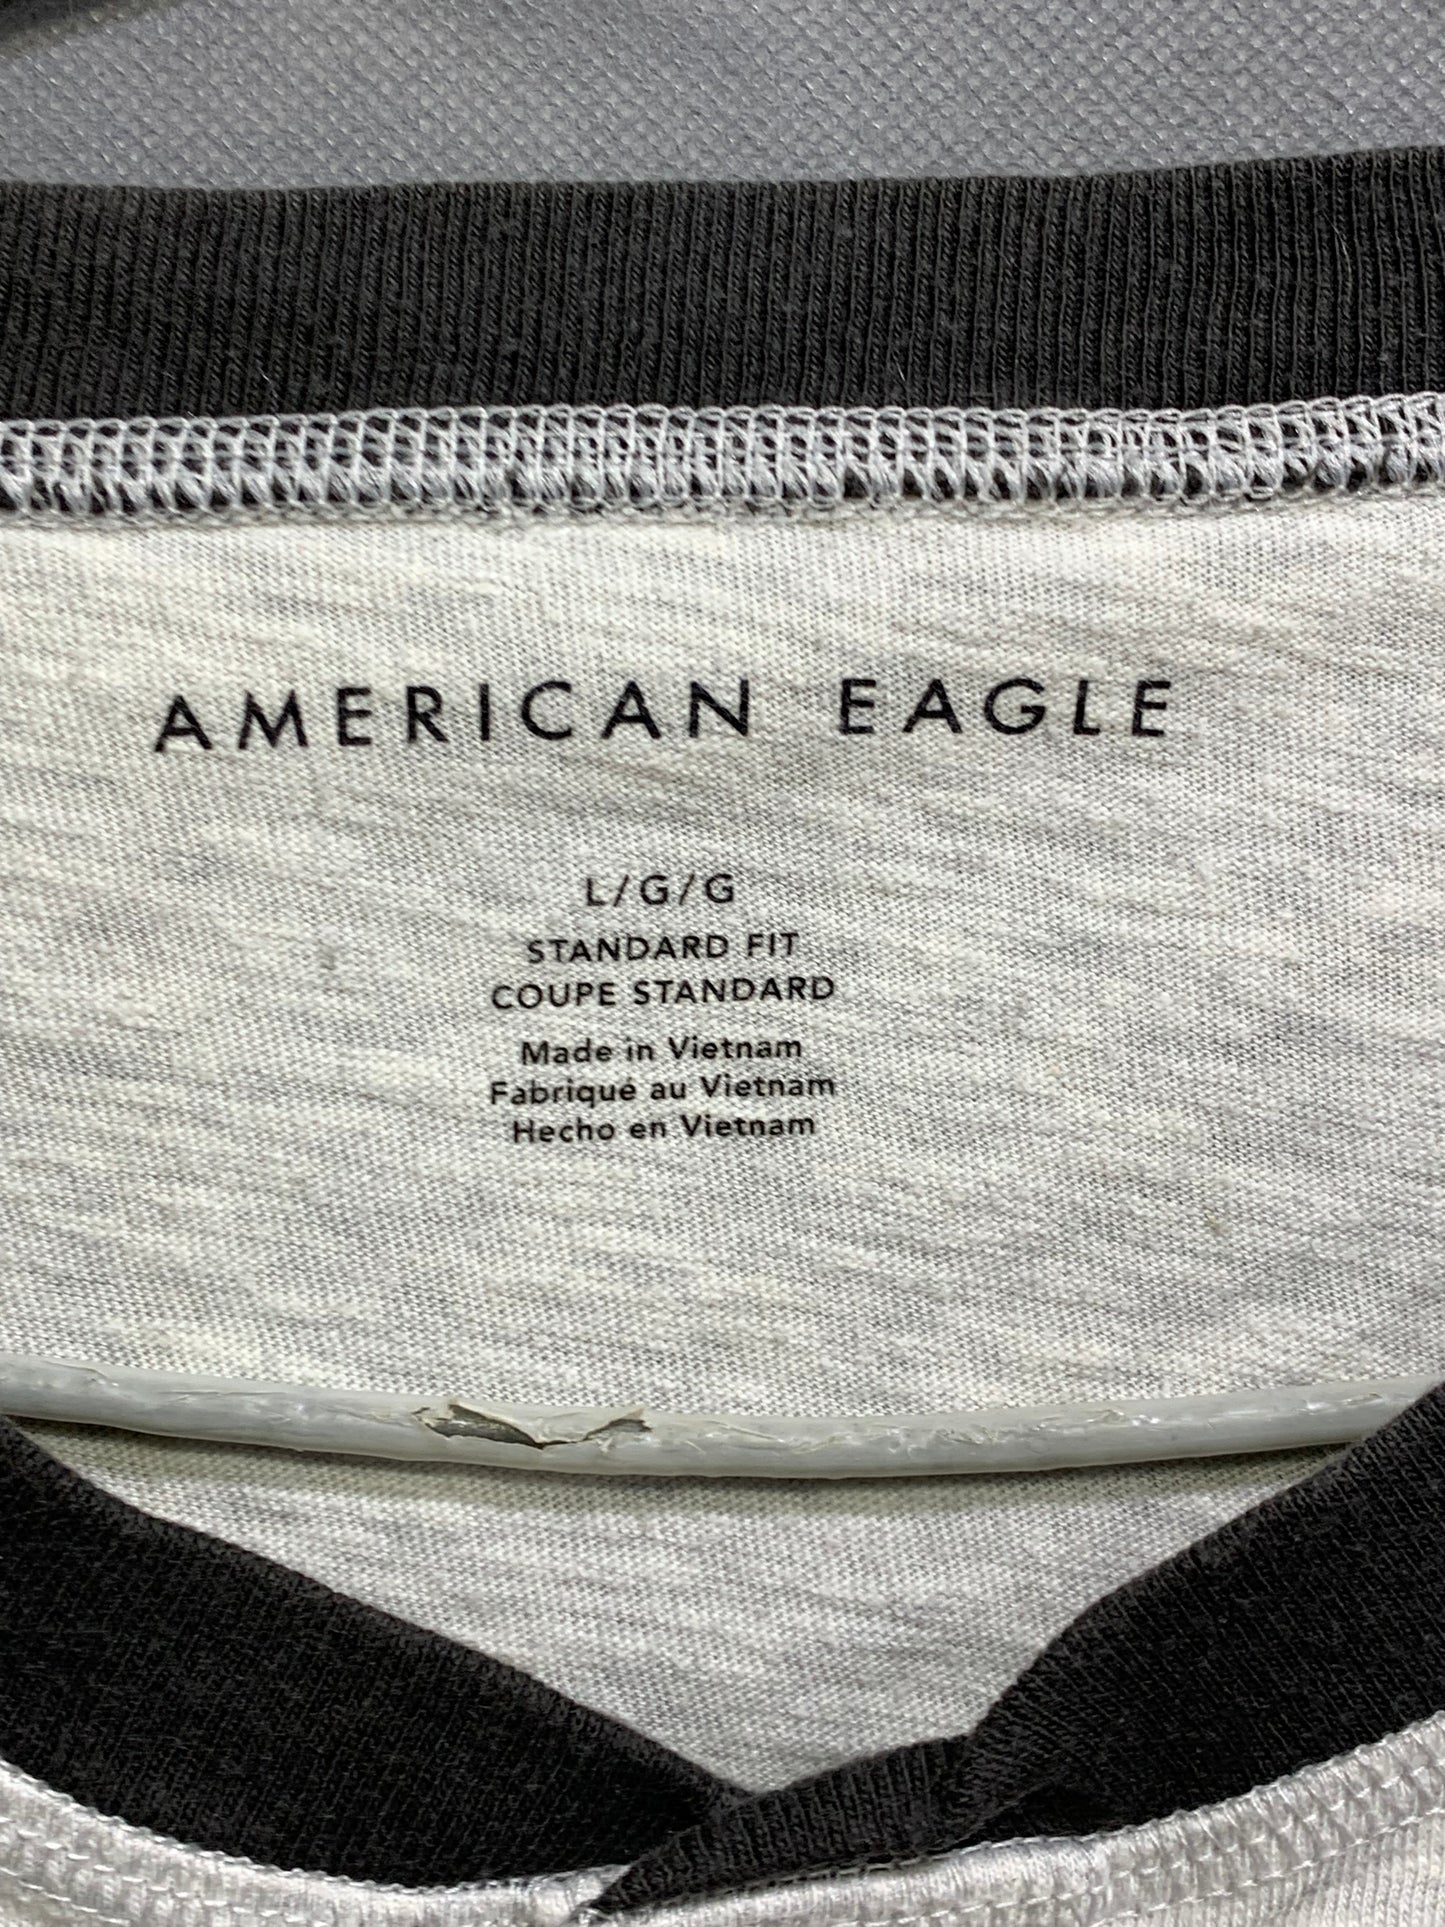 AMERICAN EAGLE
L/G/G
STANDARD FIT
COUPE STANDARD
Made in Vietnam
Fabriqué au Vietnam
Hecho en Vietnam